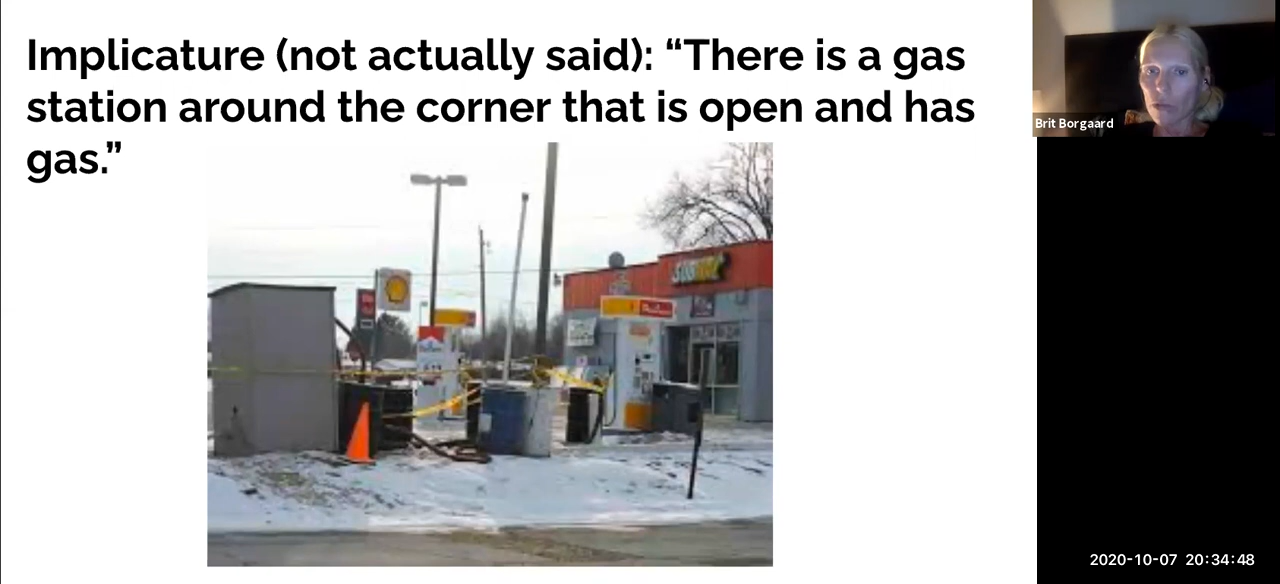 Implicature (not actually said): “There is a gas
station around the corner that is open and has
gas.”
Brit Borgaard
SUBWAY
2020-10-07 20:34:48